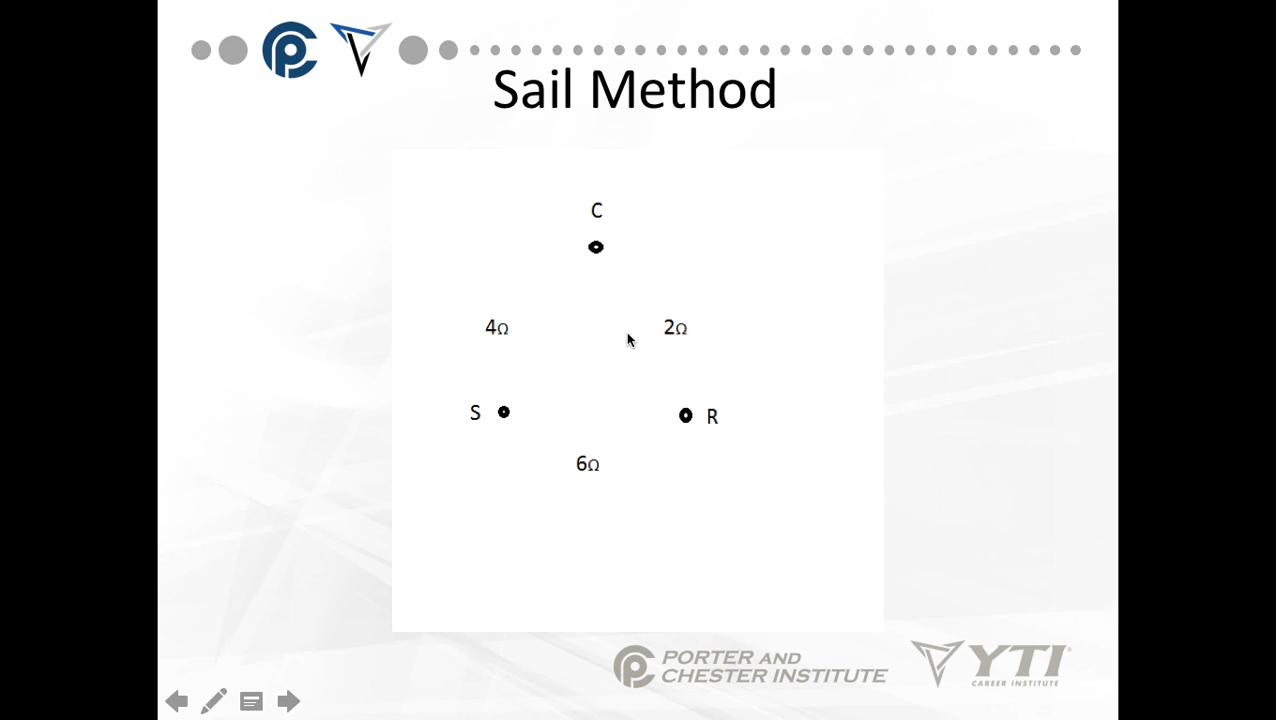 Sail Method
C
4Ω
2Ω
S
R
6Ω
PORTER AND
CHESTER INSTITUTE
YTI
CAREER INSTITUTE